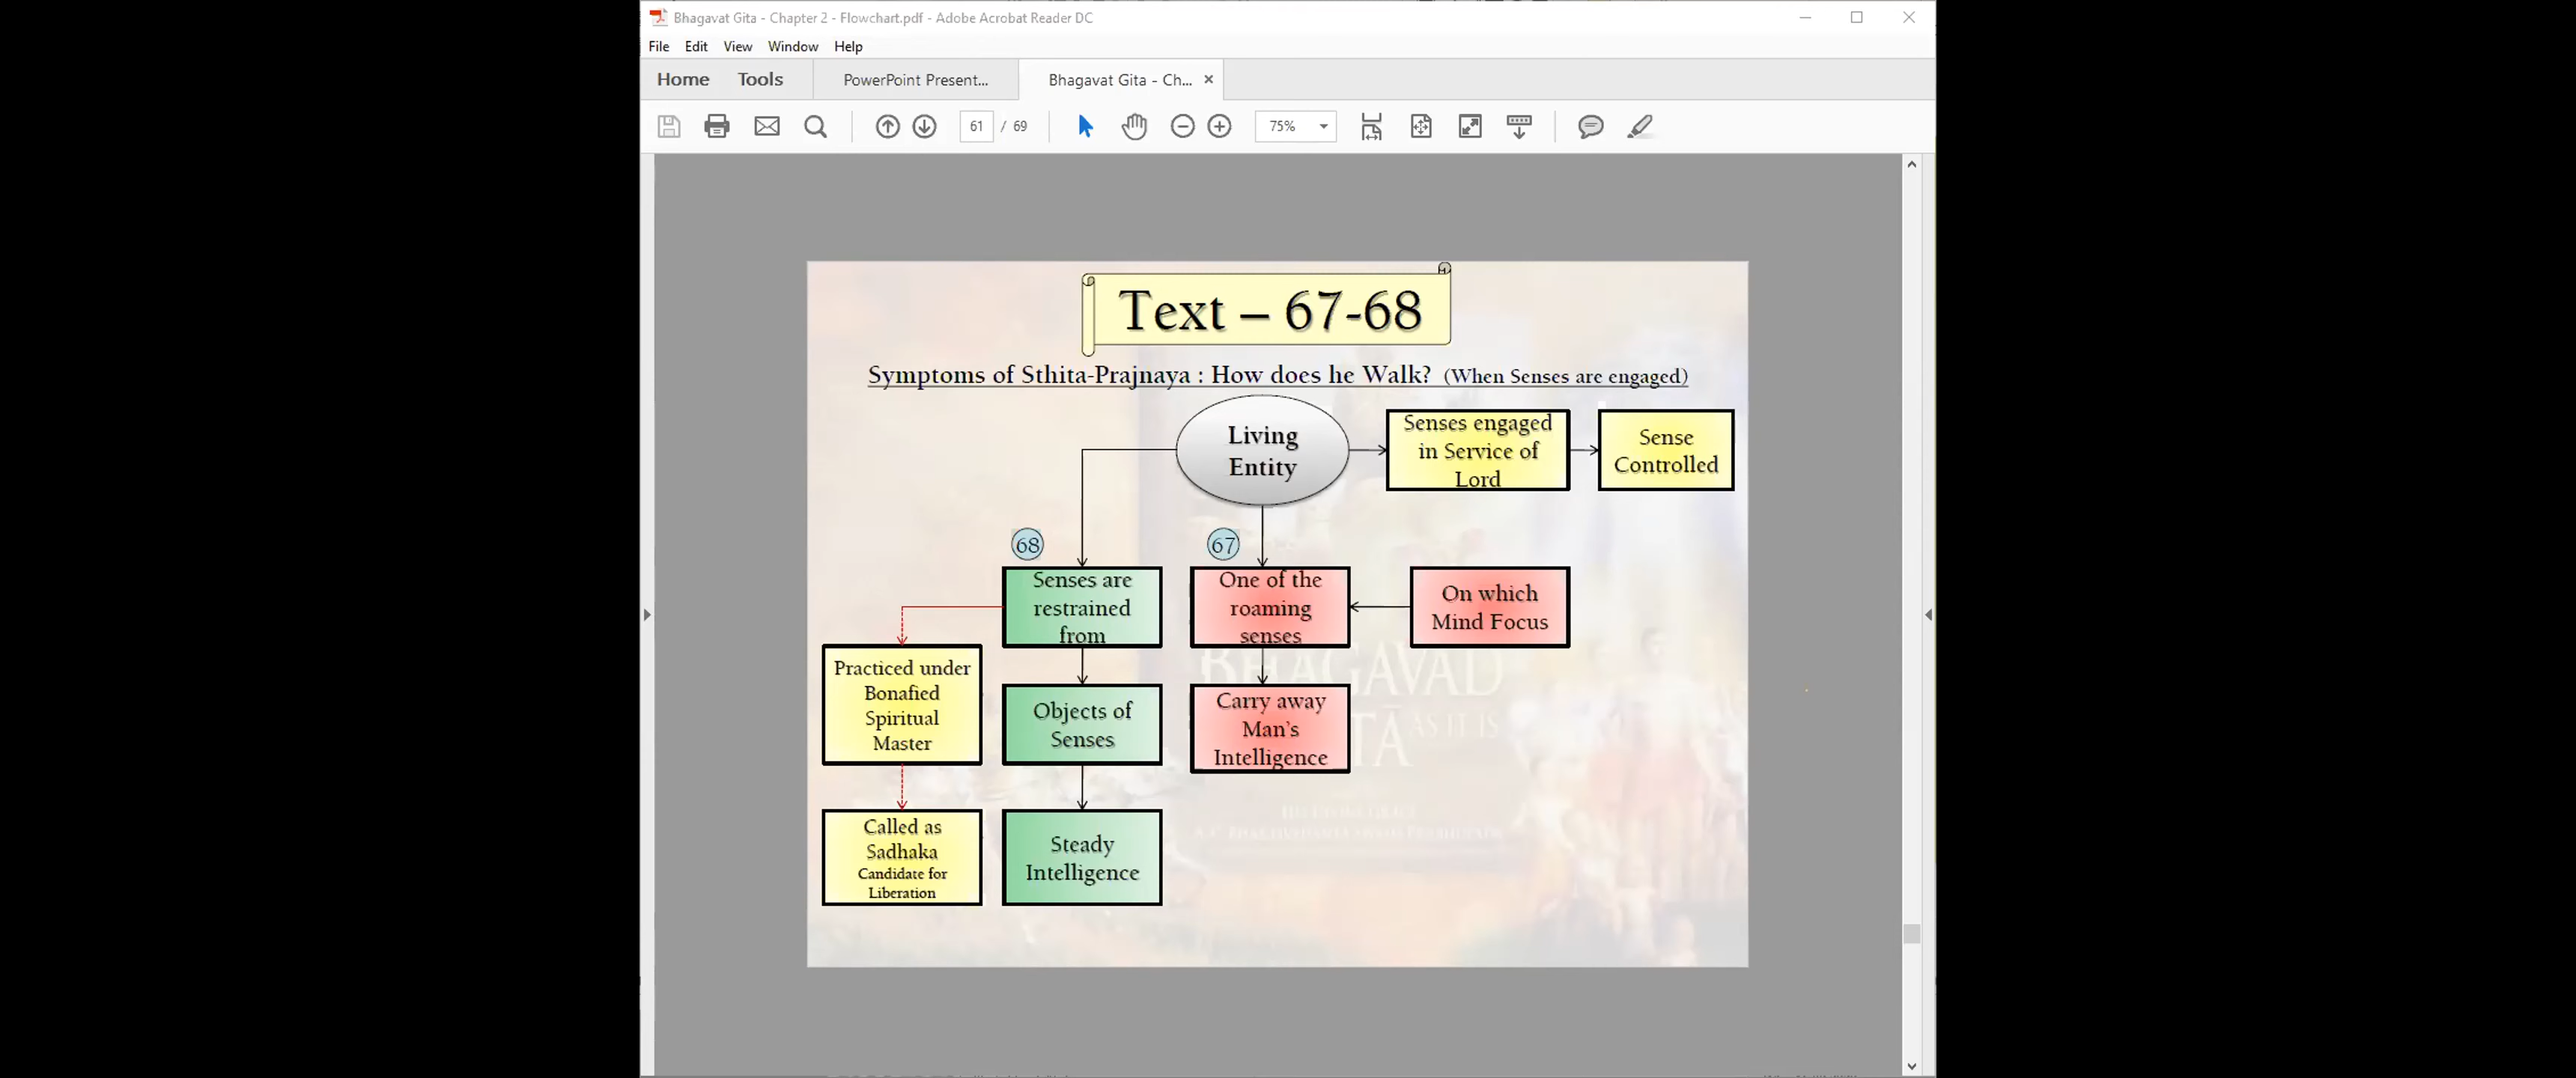 Bhagavat Gita - Chapter 2 - Flowchart.pdf - Adobe Acrobat Reader DC
File Edit View Window Help
Home Tools PowerPoint Present... Bhagavat Gita - Ch...
61 / 69 75%
Text – 67-68
Symptoms of Sthita-Prajnaya : How does he Walk? (When Senses are engaged)
Living
Entity
Senses engaged
in Service of
Lord
Sense
Controlled
68
67
Senses are
restrained
from
One of the
roaming
senses
On which
Mind Focus
Practiced under
Bonafied
Spiritual
Master
Objects of
Senses
Carry away
Man's
Intelligence
Called as
Sadhaka
Candidate for
Liberation
Steady
Intelligence
BHAGAVAD
AS IT IS